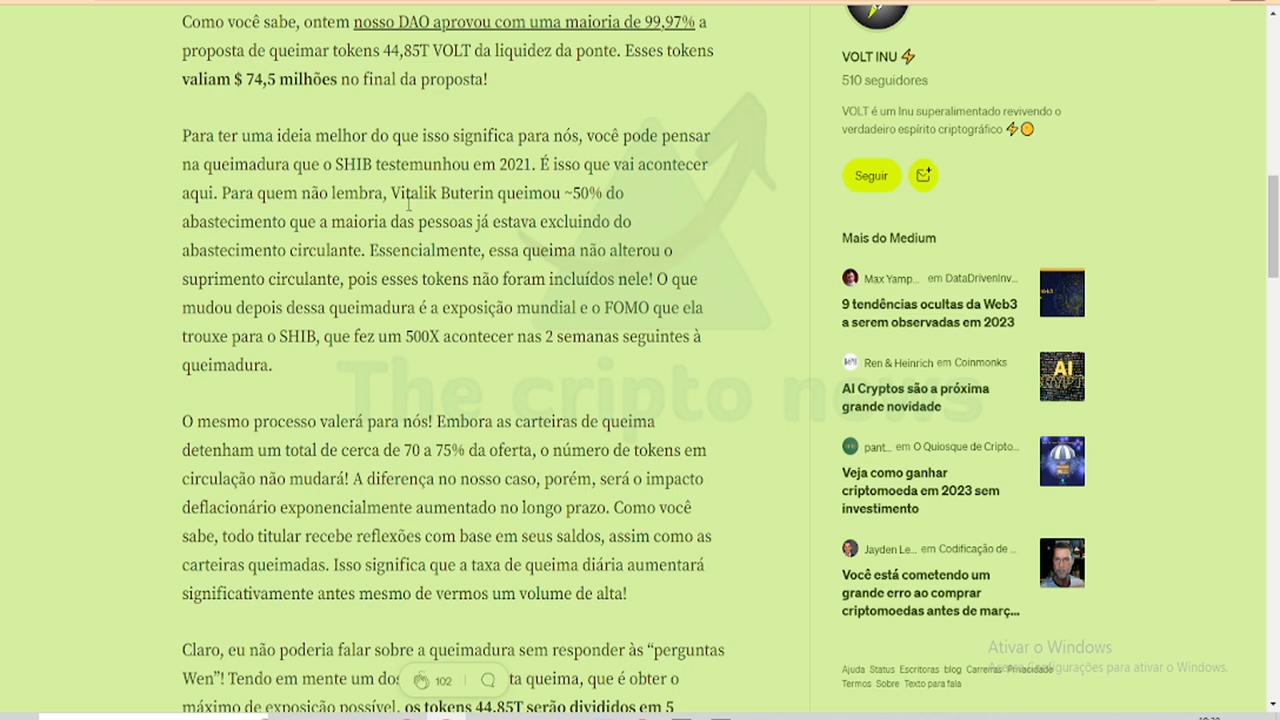 Como você sabe, ontem nosso DAO aprovou com uma maioria de 99,97% a
proposta de queimar tokens 44,85T VOLT da liquidez da ponte. Esses tokens
valiam $ 74,5 milhões no final da proposta!
Para ter uma ideia melhor do que isso significa para nós, você pode pensar
na queimadura que o SHIB testemunhou em 2021. É isso que vai acontecer
aqui. Para quem não lembra, Vitalik Buterin queimou ~50% do
abastecimento que a maioria das pessoas já estava excluindo do
abastecimento circulante. Essencialmente, essa queima não alterou o
suprimento circulante, pois esses tokens não foram incluídos nele! O que
mudou depois dessa queimadura é a exposição mundial e o FOMO que ela
trouxe para o SHIB, que fez um 500X acontecer nas 2 semanas seguintes à
queimadura.
O mesmo processo valerá para nós! Embora as carteiras de queima
detenham um total de cerca de 70 a 75% da oferta, o número de tokens em
circulação não mudará! A diferença no nosso caso, porém, será o impacto
deflacionário exponencialmente aumentado no longo prazo. Como você
sabe, todo titular recebe reflexões com base em seus saldos, assim como as
carteiras queimadas. Isso significa que a taxa de queima diária aumentará
significativamente antes mesmo de vermos um volume de alta!
Claro, eu não poderia falar sobre a queimadura sem responder às “perguntas
Wen”! Tendo em mente um dos ta queima, que é obter o
máximo de exposição possível, os tokens 44,85T serão divididos em 5
102
The cripto news
VOLT INU ⚡
510 seguidores
VOLT é um Inu superalimentado revivendo o
verdadeiro espírito criptográfico ⚡🪙
Seguir
Mais do Medium
Max Yamp... em DataDrivenInv...
9 tendências ocultas da Web3
a serem observadas em 2023
Ren & Heinrich em Coinmonks
AI Cryptos são a próxima
grande novidade
pant... em O Quiosque de Cripto...
Veja como ganhar
criptomoeda em 2023 sem
investimento
Jayden Le... em Codificação de ...
Você está cometendo um
grande erro ao comprar
criptomoedas antes de març...
Ativar o Windows
Acesse Configurações para ativar o Windows.
Ajuda Status Escritoras blog Carreiras Privacidade
Termos Sobre Texto para fala